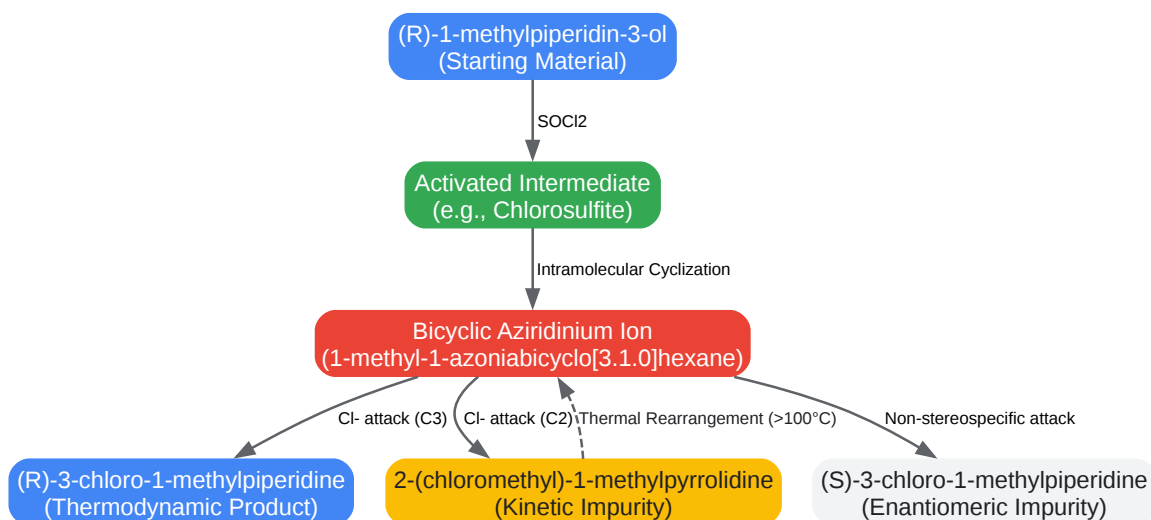 (R)-1-methylpiperidin-3-ol
(Starting Material)
SOCl2
Activated Intermediate
(e.g., Chlorosulfite)
Intramolecular Cyclization
Bicyclic Aziridinium Ion
(1-methyl-1-azoniabicyclo[3.1.0]hexane)
Cl- attack (C3)
Cl- attack (C2)
Thermal Rearrangement (>100°C)
Non-stereospecific attack
(R)-3-chloro-1-methylpiperidine
(Thermodynamic Product)
2-(chloromethyl)-1-methylpyrrolidine
(Kinetic Impurity)
(S)-3-chloro-1-methylpiperidine
(Enantiomeric Impurity)